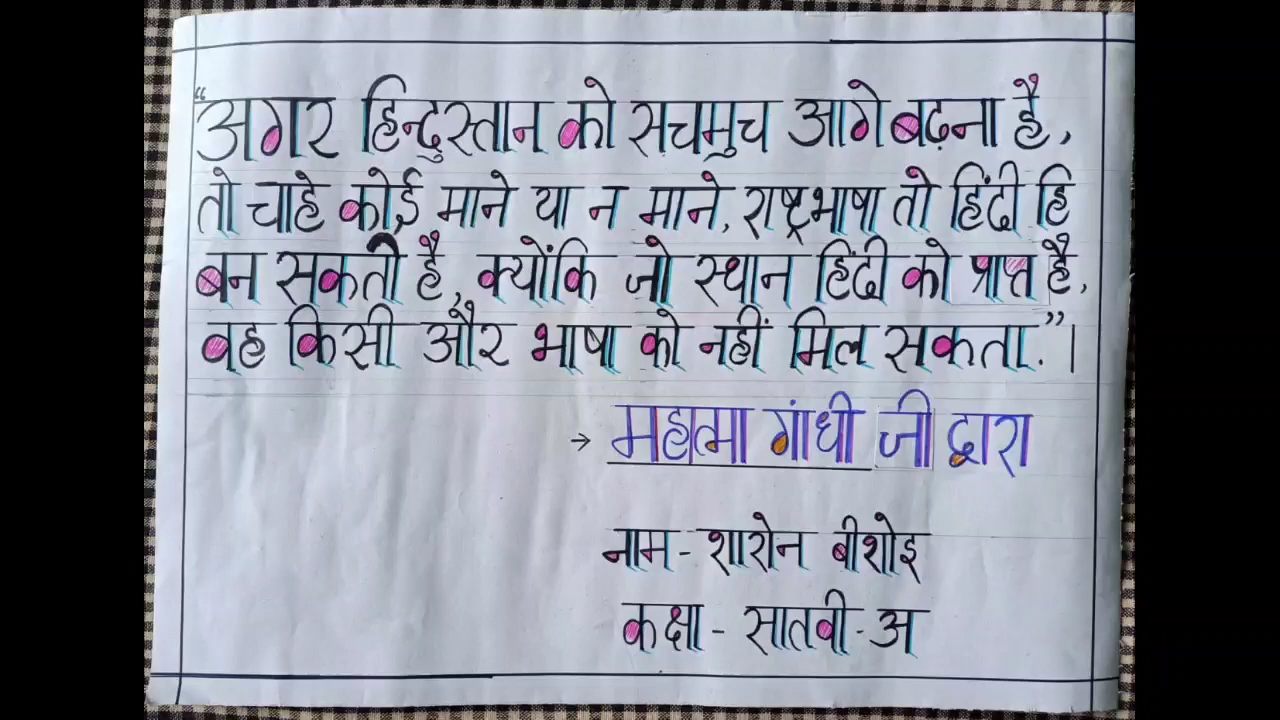 “अगर हिन्दुस्तान को सचमुच आगे बढ़ना है,
तो चाहे कोई माने या न माने, राष्ट्रभाषा तो हिंदी हि
बन सकती है, क्योंकि जो स्थान हिंदी को प्राप्त है,
वह किसी और भाषा को नहीं मिल सकता.”।
→ महात्मा गांधी जी द्वारा
नाम - शारोन बीशोइ
कक्षा - सातवी - अ